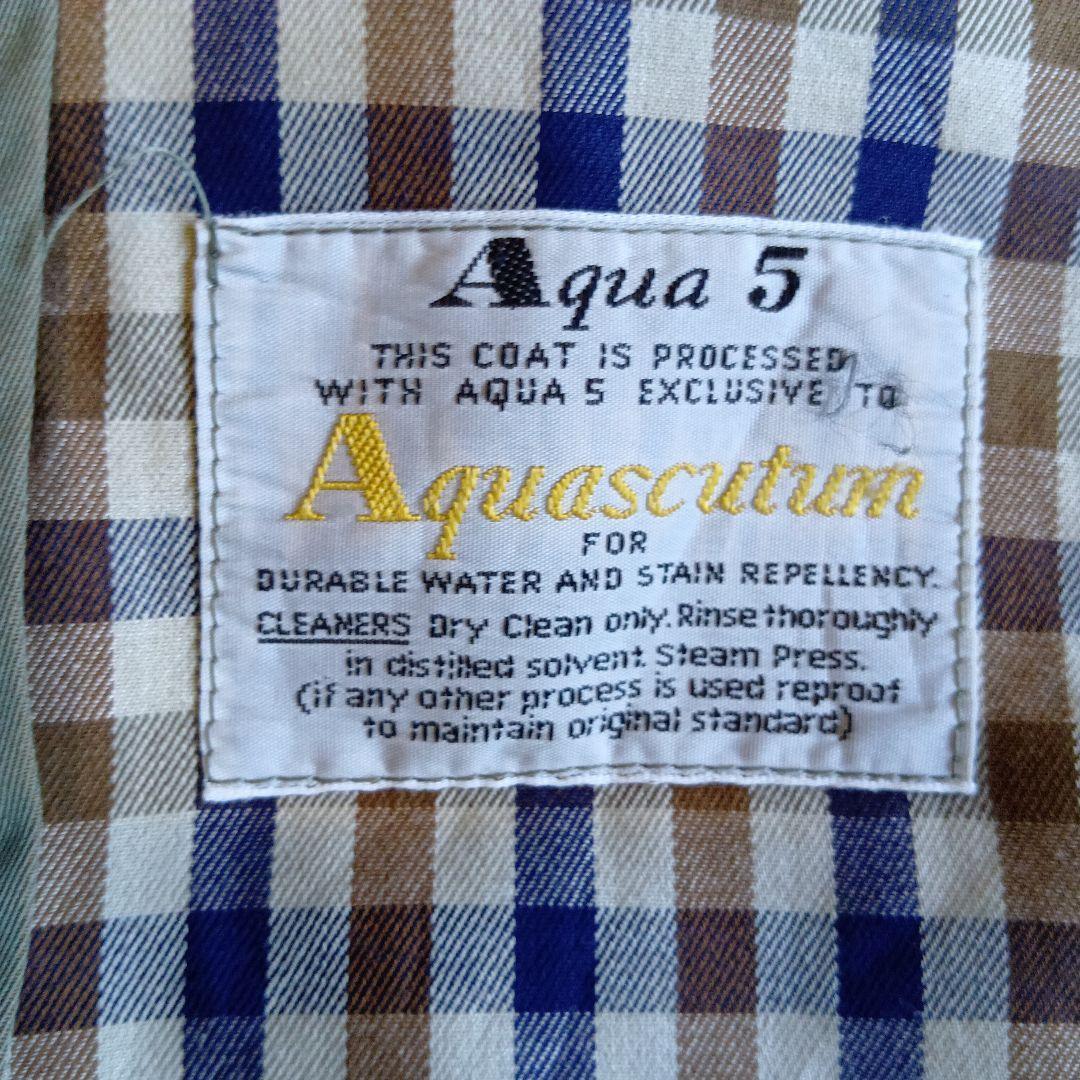 Aqua 5
THIS COAT IS PROCESSED
WITH AQUA 5 EXCLUSIVE TO
Aquascutum
FOR
DURABLE WATER AND STAIN REPELLENCY.
CLEANERS Dry Clean only. Rinse thoroughly
in distilled solvent Steam Press.
(if any other process is used reproof
to maintain original standard)